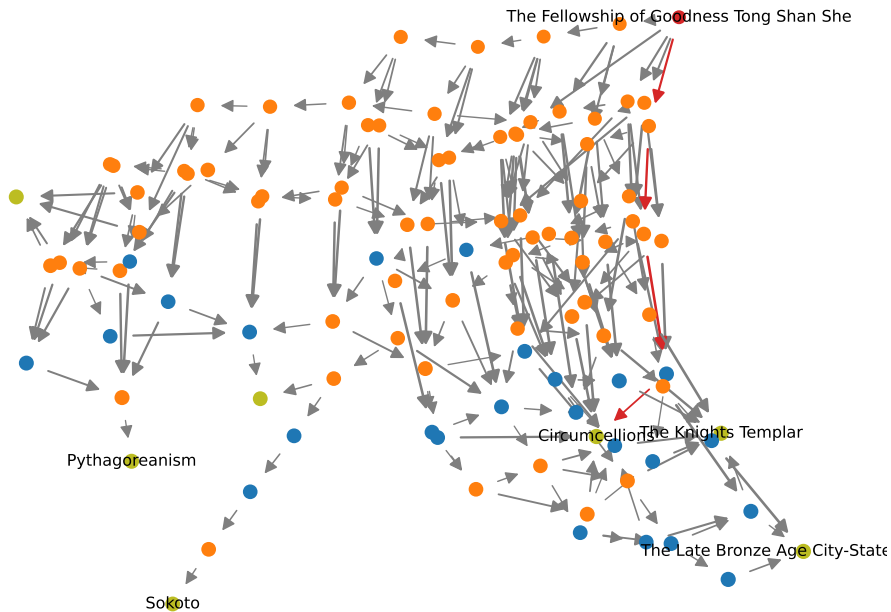 The Fellowship of Goodness Tong Shan She
Circumcellions
The Knights Templar
Pythagoreanism
The Late Bronze Age City-State
Sokoto